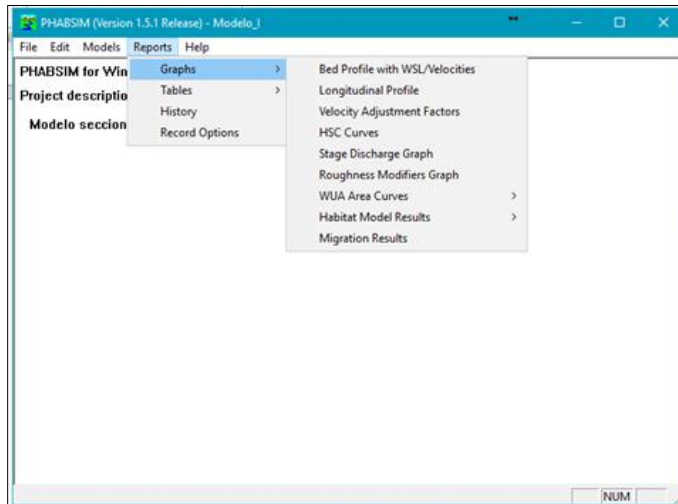 PHABSIM (Version 1.5.1 Release) - Modelo_I
File Edit Models Reports Help
PHABSIM for Win
Project descriptio
Modelo seccion
Graphs
Tables
History
Record Options
Bed Profile with WSL/Velocities
Longitudinal Profile
Velocity Adjustment Factors
HSC Curves
Stage Discharge Graph
Roughness Modifiers Graph
WUA Area Curves
Habitat Model Results
Migration Results
NUM